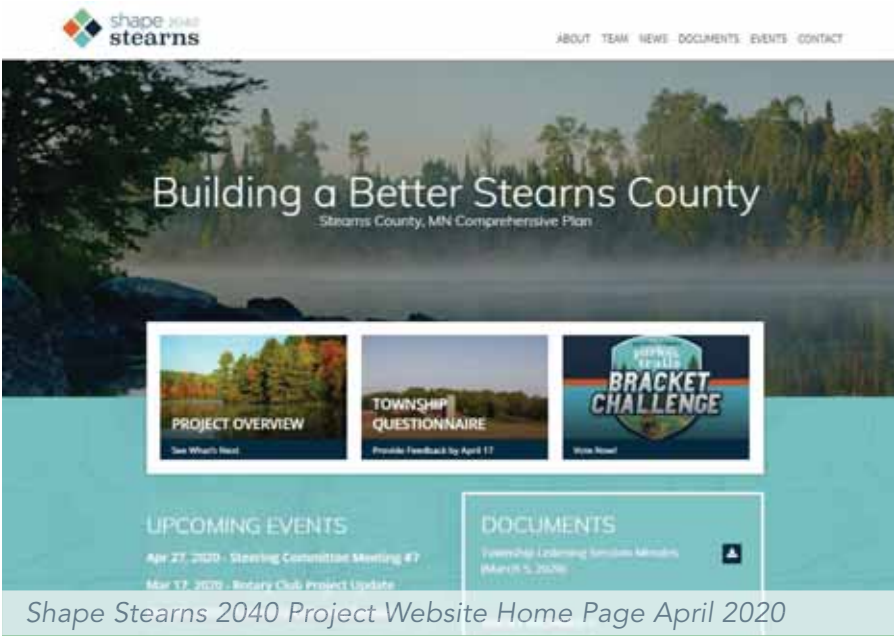 shape 2040
stearns
ABOUT TEAM NEWS DOCUMENTS EVENTS CONTACT
Building a Better Stearns County
Stearns County, MN Comprehensive Plan
PROJECT OVERVIEW
See What's Next
TOWNSHIP
QUESTIONNAIRE
Provide Feedback by April 17
parks &
trails
BRACKET
CHALLENGE
Vote Now!
UPCOMING EVENTS
Apr 27, 2020 - Steering Committee Meeting #7
Mar 17, 2020 - Rotary Club Project Update
DOCUMENTS
Township Listening Session Minutes
(March 5, 2020)
Shape Stearns 2040 Project Website Home Page April 2020